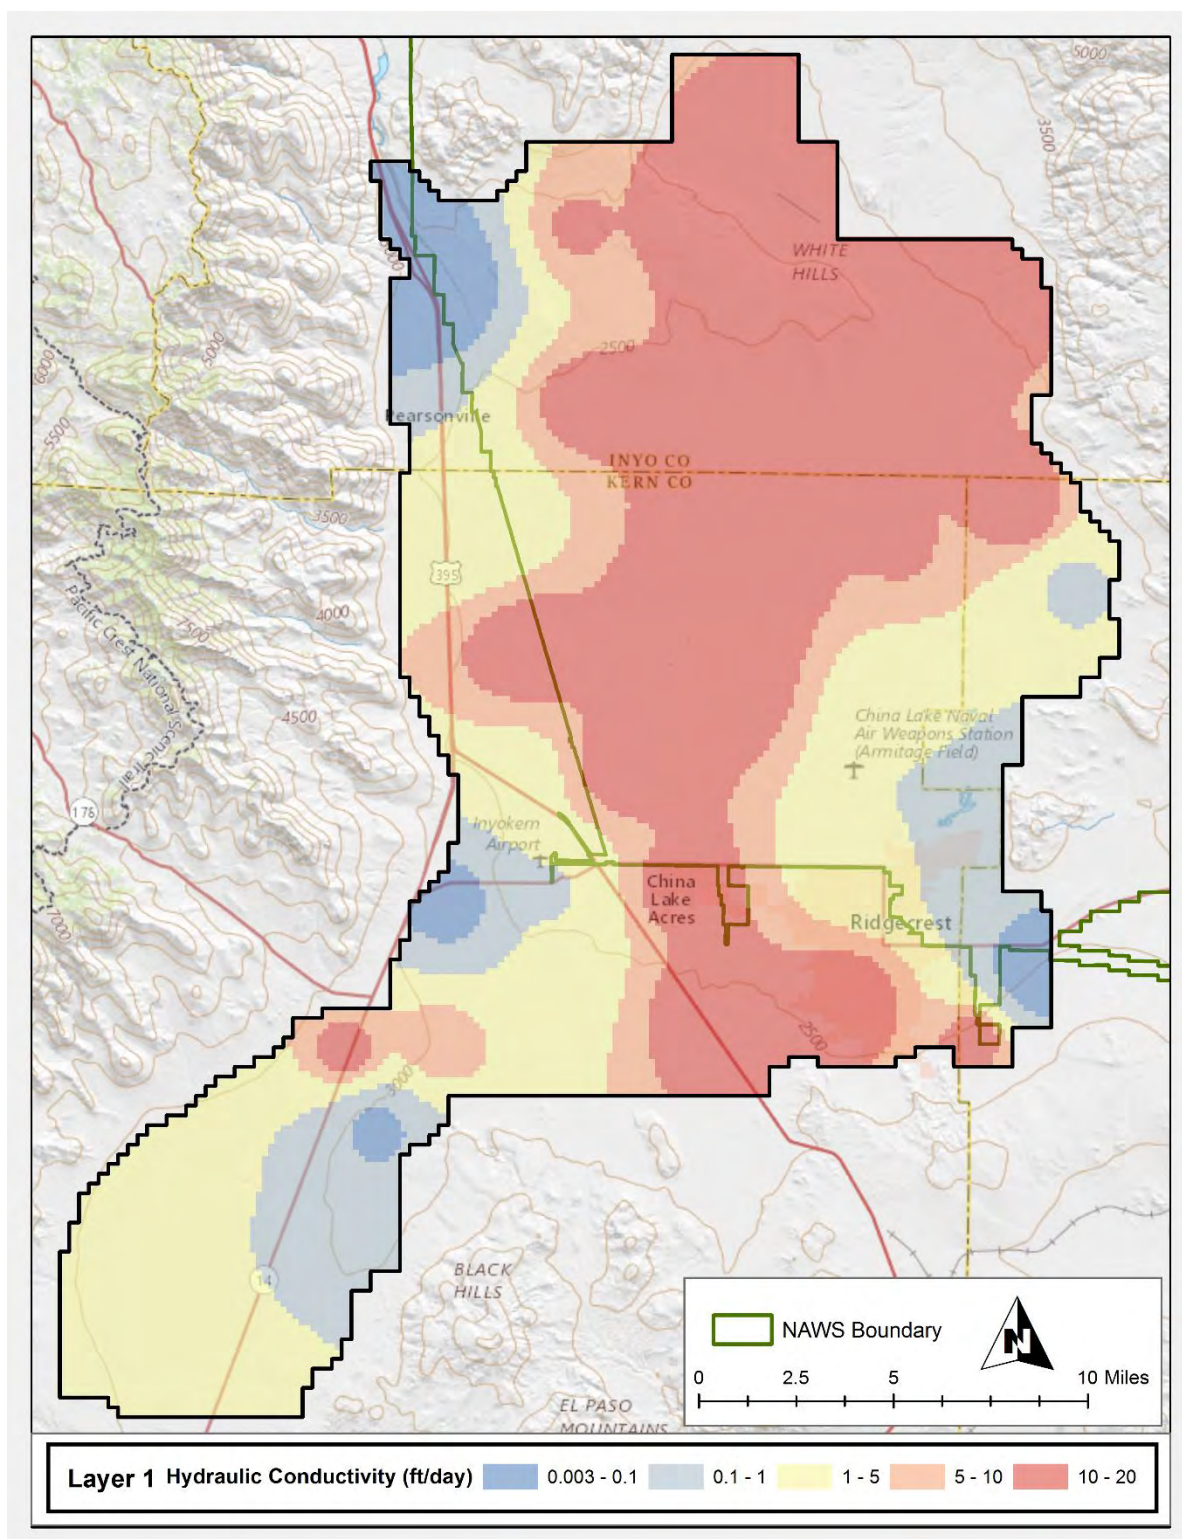 5000
3500
WHITE
HILLS
5000
5000
6000
2500
Pearsonville
5500
INYO CO
KERN CO
3500
395
4000
7500
Pacific Crest National Scenic Trail
4500
China Lake Naval
Air Weapons Station
(Armitage Field)
178
Inyokern
Airport
China
Lake
Acres
Ridgecrest
7000
2500
3000
14
BLACK
HILLS
EL PASO
MOUNTAINS
NAWS Boundary
N
0 2.5 5 10 Miles
Layer 1 Hydraulic Conductivity (ft/day) 0.003 - 0.1 0.1 - 1 1 - 5 5 - 10 10 - 20